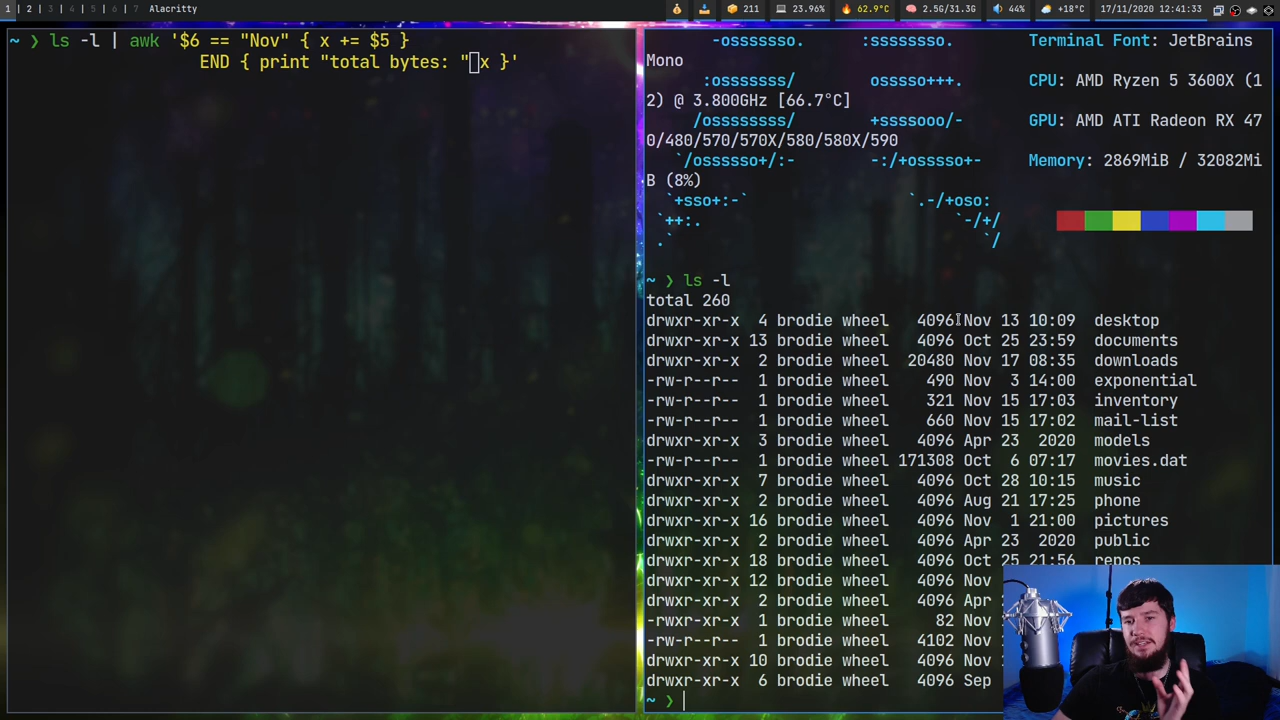 1 | 2 | 3 | 4 | 5 | 6 | 7 Alacritty
211 23.96% 62.9°C 2.5G/31.3G 44% +18°C 17/11/2020 12:41:33
~ ❯ ls -l | awk '$6 == "Nov" { x += $5 }
END { print "total bytes: " x }'
-osssssso. :ssssssso. Terminal Font: JetBrains
Mono
:osssssss/ osssso+++. CPU: AMD Ryzen 5 3600X (1
2) @ 3.800GHz [66.7°C]
/ossssssss/ +ssssooo/- GPU: AMD ATI Radeon RX 47
0/480/570/570X/580/580X/590
`/ossssso+/:- -:/+osssso+- Memory: 2869MiB / 32082Mi
B (8%)
`+sso+:-` `.-/+oso:
`++:. `-/+/
.` `/
~ ❯ ls -l
total 260
drwxr-xr-x 4 brodie wheel 4096 Nov 13 10:09 desktop
drwxr-xr-x 13 brodie wheel 4096 Oct 25 23:59 documents
drwxr-xr-x 2 brodie wheel 20480 Nov 17 08:35 downloads
-rw-r--r-- 1 brodie wheel 490 Nov 3 14:00 exponential
-rw-r--r-- 1 brodie wheel 321 Nov 15 17:03 inventory
-rw-r--r-- 1 brodie wheel 660 Nov 15 17:02 mail-list
drwxr-xr-x 3 brodie wheel 4096 Apr 23 2020 models
-rw-r--r-- 1 brodie wheel 171308 Oct 6 07:17 movies.dat
drwxr-xr-x 7 brodie wheel 4096 Oct 28 10:15 music
drwxr-xr-x 2 brodie wheel 4096 Aug 21 17:25 phone
drwxr-xr-x 16 brodie wheel 4096 Nov 1 21:00 pictures
drwxr-xr-x 2 brodie wheel 4096 Apr 23 2020 public
drwxr-xr-x 18 brodie wheel 4096 Oct 25 21:56 repos
drwxr-xr-x 12 brodie wheel 4096 Nov
drwxr-xr-x 2 brodie wheel 4096 Apr
-rwxr-xr-x 1 brodie wheel 82 Nov
-rw-r--r-- 1 brodie wheel 4102 Nov
drwxr-xr-x 10 brodie wheel 4096 Nov
drwxr-xr-x 6 brodie wheel 4096 Sep
~ ❯